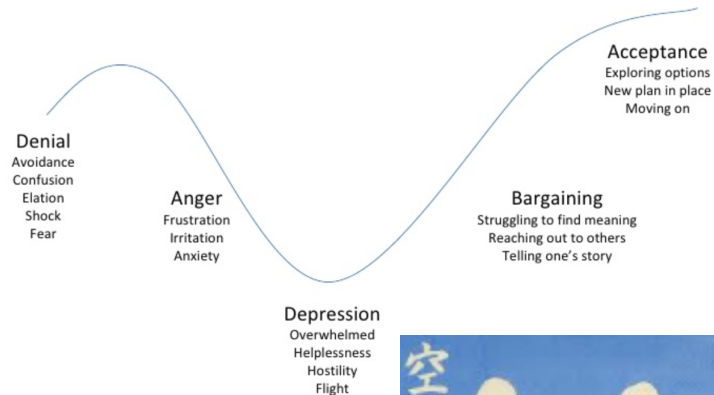 Acceptance
Exploring options
New plan in place
Moving on
Denial
Avoidance
Confusion
Elation
Shock
Fear
Anger
Frustration
Irritation
Anxiety
Bargaining
Struggling to find meaning
Reaching out to others
Telling one's story
Depression
Overwhelmed
Helplessness
Hostility
Flight
空